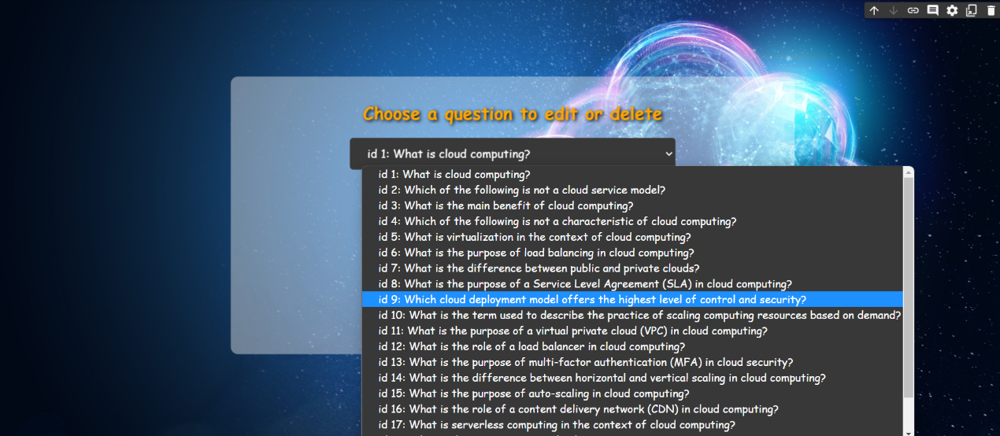 Choose a question to edit or delete
id 1: What is cloud computing?
id 1: What is cloud computing?
id 2: Which of the following is not a cloud service model?
id 3: What is the main benefit of cloud computing?
id 4: Which of the following is not a characteristic of cloud computing?
id 5: What is virtualization in the context of cloud computing?
id 6: What is the purpose of load balancing in cloud computing?
id 7: What is the difference between public and private clouds?
id 8: What is the purpose of a Service Level Agreement (SLA) in cloud computing?
id 9: Which cloud deployment model offers the highest level of control and security?
id 10: What is the term used to describe the practice of scaling computing resources based on demand?
id 11: What is the purpose of a virtual private cloud (VPC) in cloud computing?
id 12: What is the role of a load balancer in cloud computing?
id 13: What is the purpose of multi-factor authentication (MFA) in cloud security?
id 14: What is the difference between horizontal and vertical scaling in cloud computing?
id 15: What is the purpose of auto-scaling in cloud computing?
id 16: What is the role of a content delivery network (CDN) in cloud computing?
id 17: What is serverless computing in the context of cloud computing?